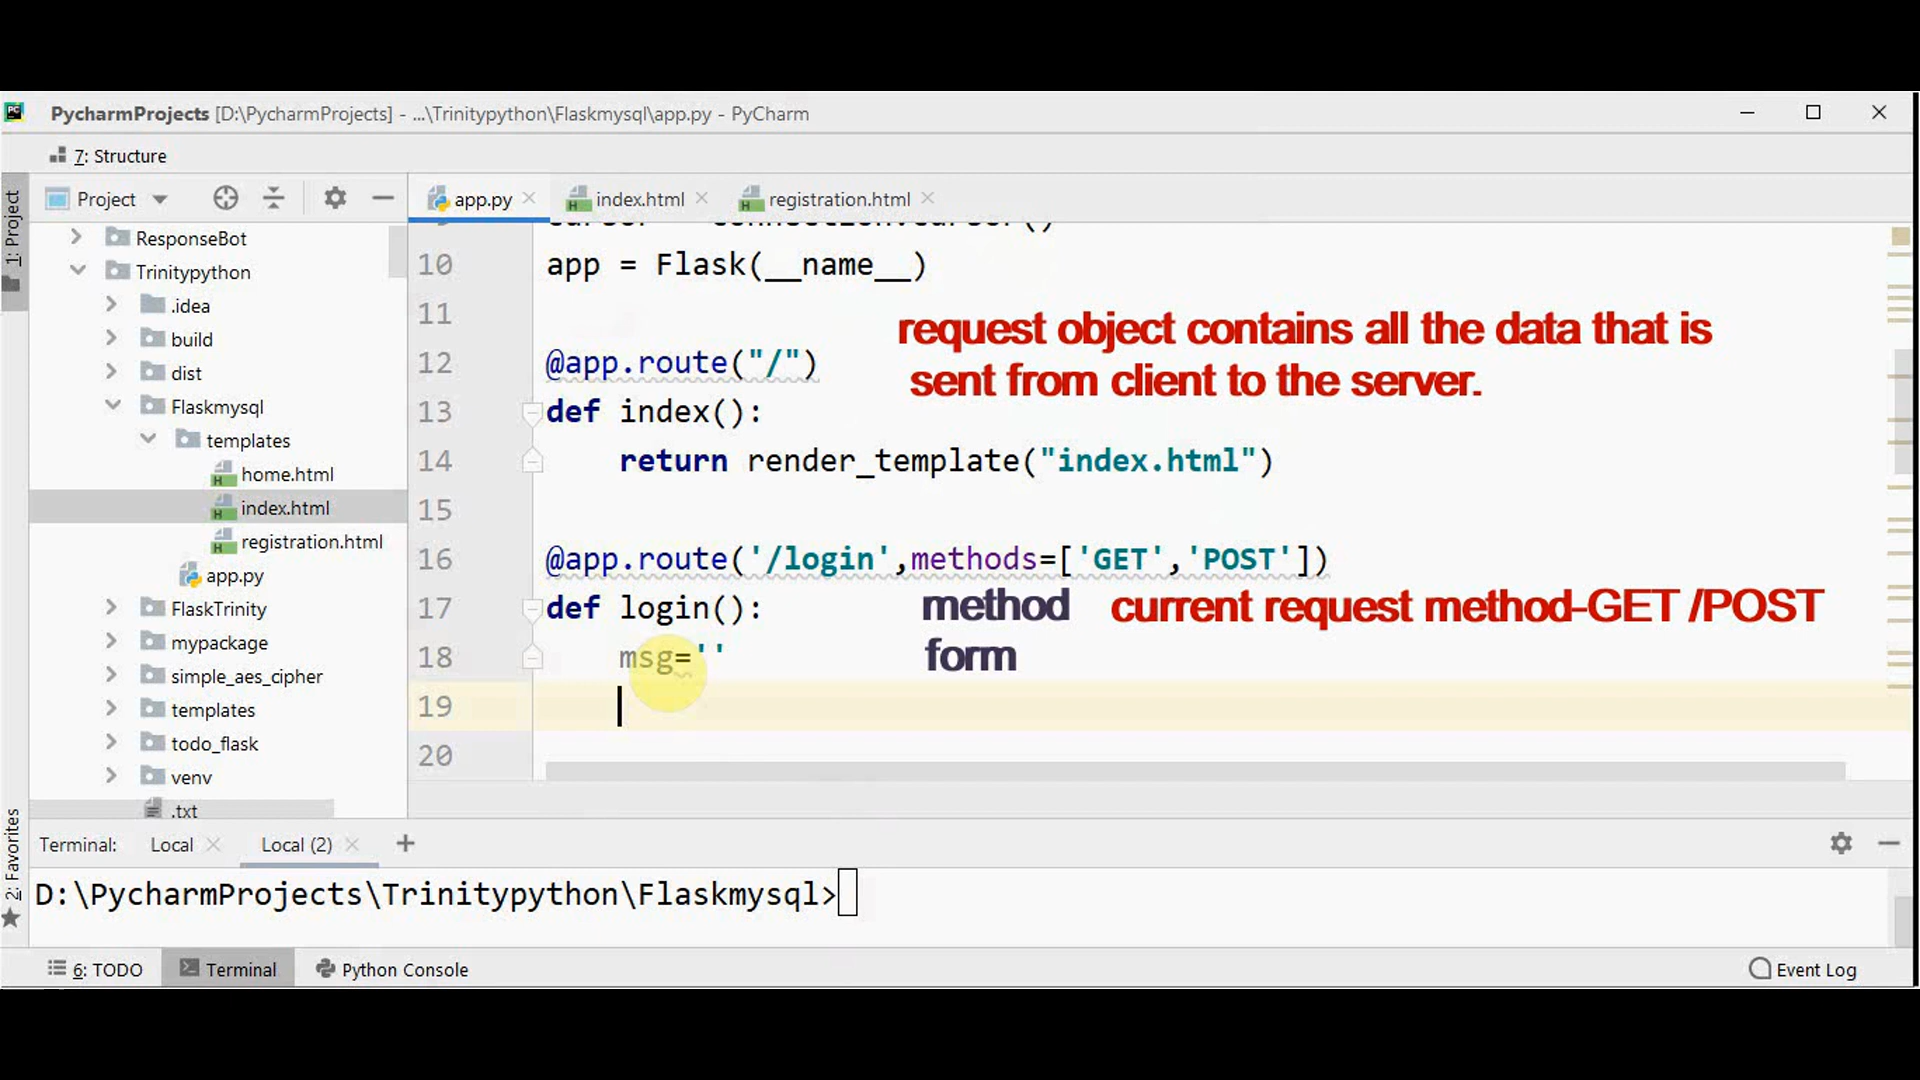 PycharmProjects [D:\PycharmProjects] - ...\Trinitypython\Flaskmysql\app.py - PyCharm
7: Structure
1: Project
Project
app.py
index.html
registration.html
ResponseBot
Trinitypython
.idea
build
dist
Flaskmysql
templates
home.html
index.html
registration.html
app.py
FlaskTrinity
mypackage
simple_aes_cipher
templates
todo_flask
venv
.txt
cursor = connection.cursor()
10 app = Flask(__name__)
11
request object contains all the data that is
12 @app.route("/")
sent from client to the server.
13 def index():
14 return render_template("index.html")
15
16 @app.route('/login',methods=['GET','POST'])
17 def login():
method current request method-GET /POST
18 msg=''
form
19
20
2: Favorites
Terminal: Local Local (2) +
D:\PycharmProjects\Trinitypython\Flaskmysql>
6: TODO Terminal Python Console Event Log